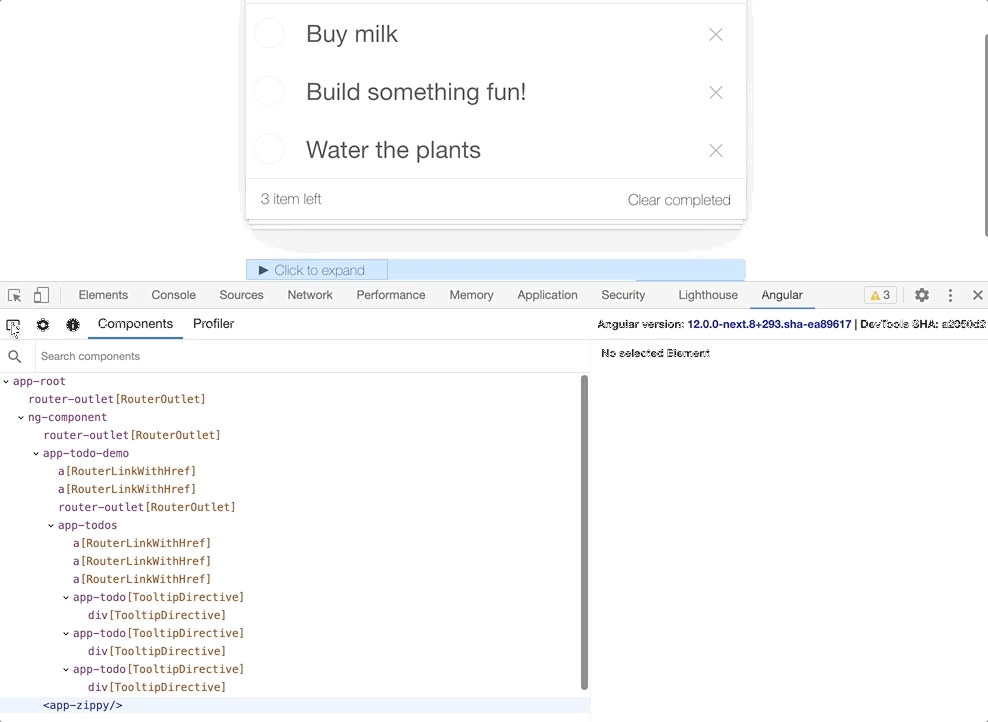 Buy milk
Build something fun!
Water the plants
3 item left Clear completed
▶ Click to expand
Elements Console Sources Network Performance Memory Application Security Lighthouse Angular 3
Components Profiler Angular version: 12.0.0-next.8+293.sha-ea89617 | DevTools SHA: a2050d2
Search components No selected Element
app-root
router-outlet[RouterOutlet]
ng-component
router-outlet[RouterOutlet]
app-todo-demo
a[RouterLinkWithHref]
a[RouterLinkWithHref]
router-outlet[RouterOutlet]
app-todos
a[RouterLinkWithHref]
a[RouterLinkWithHref]
a[RouterLinkWithHref]
app-todo[TooltipDirective]
div[TooltipDirective]
app-todo[TooltipDirective]
div[TooltipDirective]
app-todo[TooltipDirective]
div[TooltipDirective]
<app-zippy/>